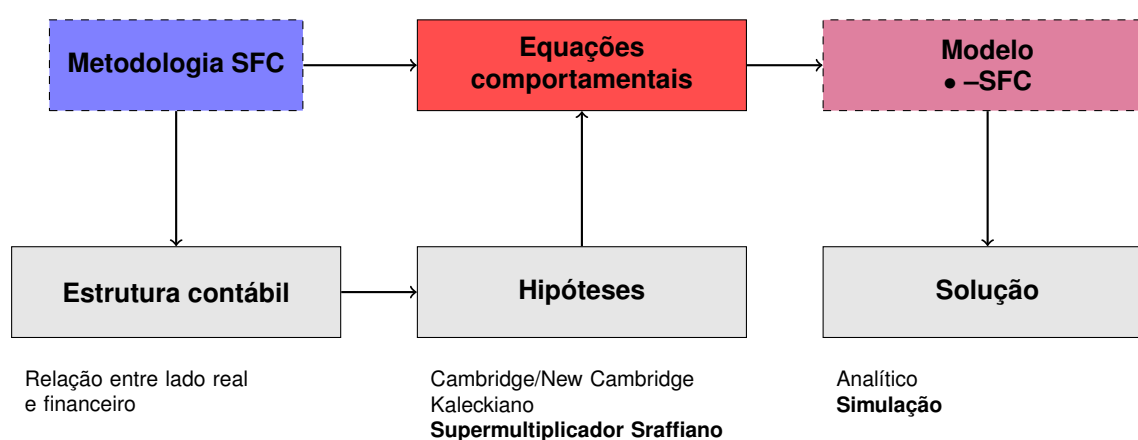 Metodologia SFC
Equações
comportamentais
Modelo
• –SFC
Estrutura contábil
Hipóteses
Solução
Relação entre lado real
e financeiro
Cambridge/New Cambridge
Kaleckiano
Supermultiplicador Sraffiano
Analítico
Simulação